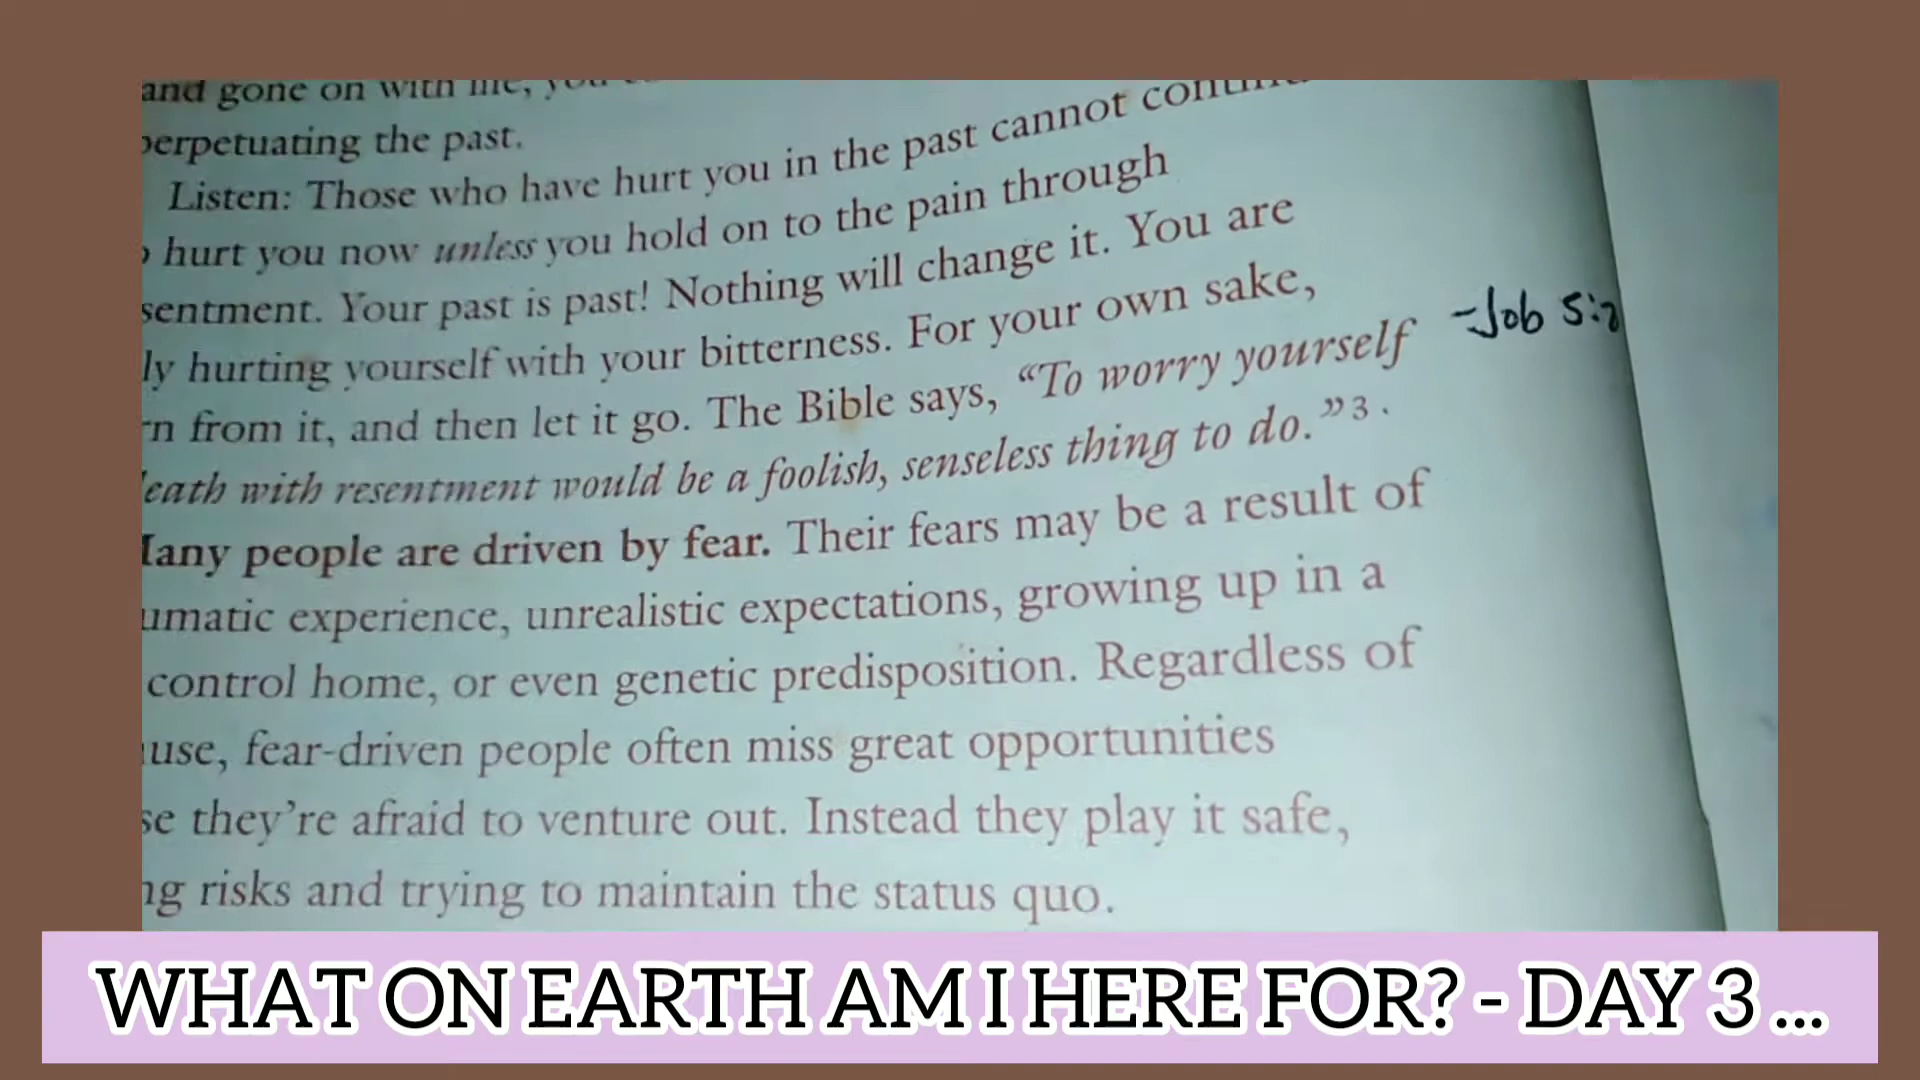 and gone on with
perpetuating the past.
Listen: Those who have hurt you in the past cannot
hurt you now unless you hold on to the pain through
sentment. Your past is past! Nothing will change it. You are
ly hurting yourself with your bitterness. For your own sake,
rn from it, and then let it go. The Bible says, “To worry yourself
-Job 5:2
eath with resentment would be a foolish, senseless thing to do.”3.
any people are driven by fear. Their fears may be a result of
umatic experience, unrealistic expectations, growing up in a
control home, or even genetic predisposition. Regardless of
use, fear-driven people often miss great opportunities
se they’re afraid to venture out. Instead they play it safe,
ng risks and trying to maintain the status quo.
WHAT ON EARTH AM I HERE FOR? - DAY 3 ...